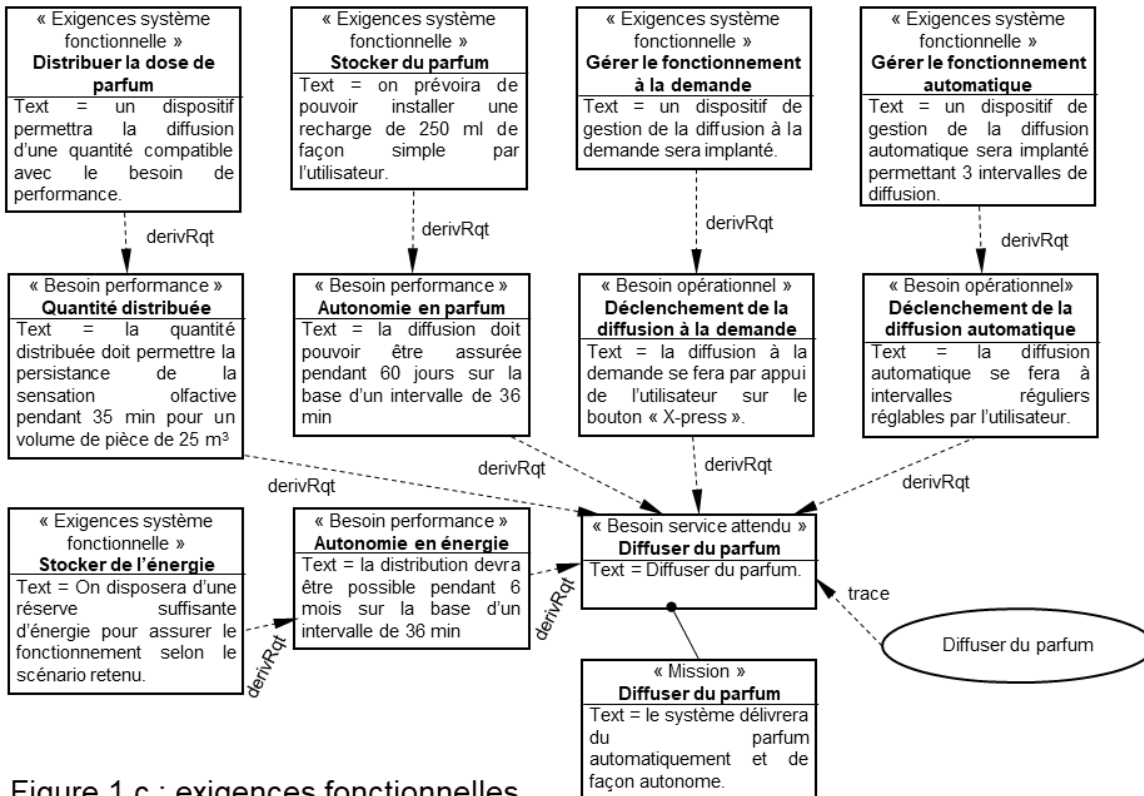 « Exigences système
fonctionnelle »
Distribuer la dose de
parfum
Text = un dispositif
permettra la diffusion
d'une quantité compatible
avec le besoin de
performance.
« Exigences système
fonctionnelle »
Stocker du parfum
Text = on prévoira de
pouvoir installer une
recharge de 250 ml de
façon simple par
l'utilisateur.
« Exigences système
fonctionnelle »
Gérer le fonctionnement
à la demande
Text = un dispositif de
gestion de la diffusion à la
demande sera implanté.
« Exigences système
fonctionnelle »
Gérer le fonctionnement
automatique
Text = un dispositif de
gestion de la diffusion
automatique sera implanté
permettant 3 intervalles de
diffusion.
derivRqt
derivRqt
derivRqt
derivRqt
« Besoin performance »
Quantité distribuée
Text = la quantité
distribuée doit permettre la
persistance de la
sensation olfactive
pendant 35 min pour un
volume de pièce de 25 m³
« Besoin performance »
Autonomie en parfum
Text = la diffusion doit
pouvoir être assurée
pendant 60 jours sur la
base d'un intervalle de 36
min
« Besoin opérationnel »
Déclenchement de la
diffusion à la demande
Text = la diffusion à la
demande se fera par appui
de l'utilisateur sur le
bouton « X-press ».
« Besoin opérationnel»
Déclenchement de la
diffusion automatique
Text = la diffusion
automatique se fera à
intervalles réguliers
réglables par l'utilisateur.
derivRqt
derivRqt
derivRqt
derivRqt
« Exigences système
fonctionnelle »
Stocker de l'énergie
Text = On disposera d'une
réserve suffisante
d'énergie pour assurer le
fonctionnement selon le
scénario retenu.
derivRqt
« Besoin performance »
Autonomie en énergie
Text = la distribution devra
être possible pendant 6
mois sur la base d'un
intervalle de 36 min
derivRqt
« Besoin service attendu »
Diffuser du parfum
Text = Diffuser du parfum.
trace
Diffuser du parfum
« Mission »
Diffuser du parfum
Text = le système délivrera
du parfum
automatiquement et de
façon autonome.
Figure 1.c : exigences fonctionnelles